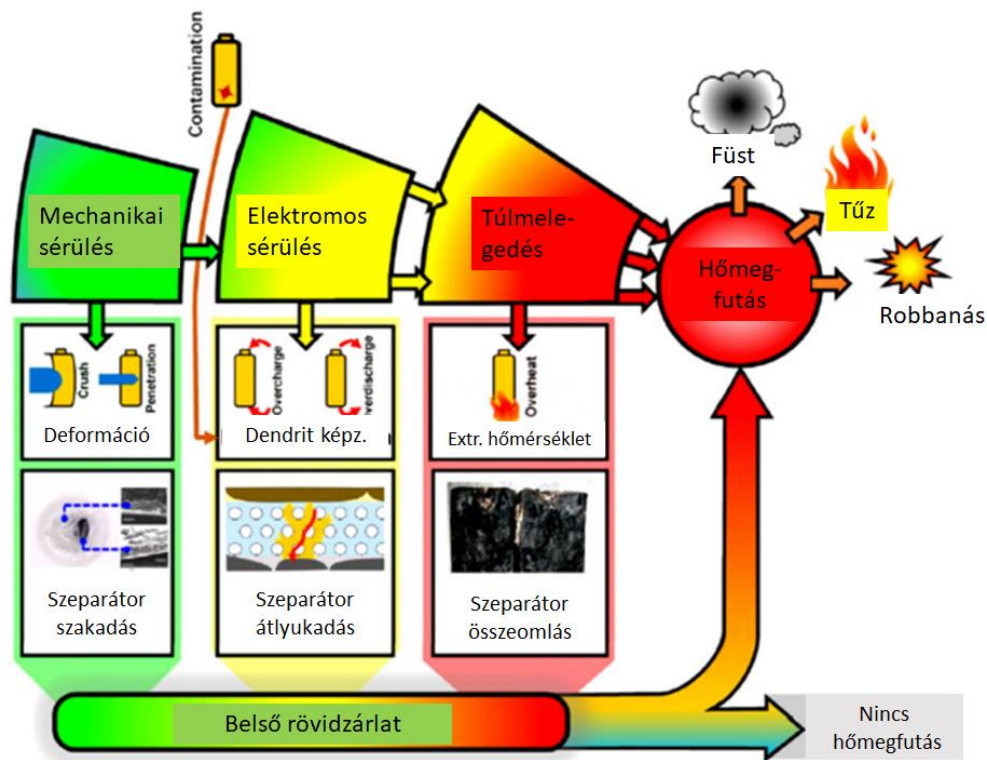 Contamination
Füst
Tűz
Mechanikai
sérülés
Elektromos
sérülés
Túlmele-
gedés
Hőmeg-
futás
Robbanás
Crush
Penetration
Deformáció
Overcharge
verdischarge
Dendrit képz.
Overheat
Extr. hőmérséklet
Szeparátor
szakadás
Szeparátor
átlyukadás
Szeparátor
összeomlás
Belső rövidzárlat
Nincs
hőmegfutás